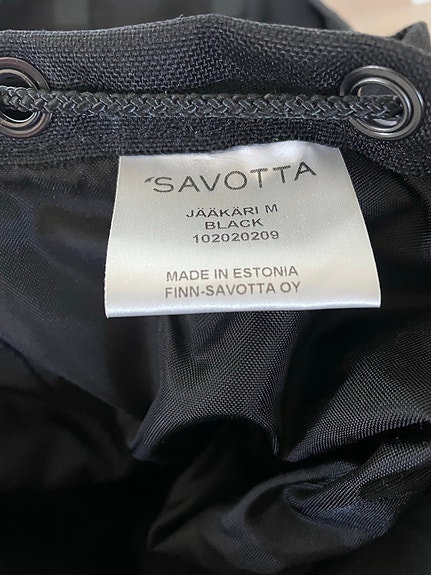 SAVOTTA
JÄÄKÄRI M
BLACK
102020209
MADE IN ESTONIA
FINN-SAVOTTA OY